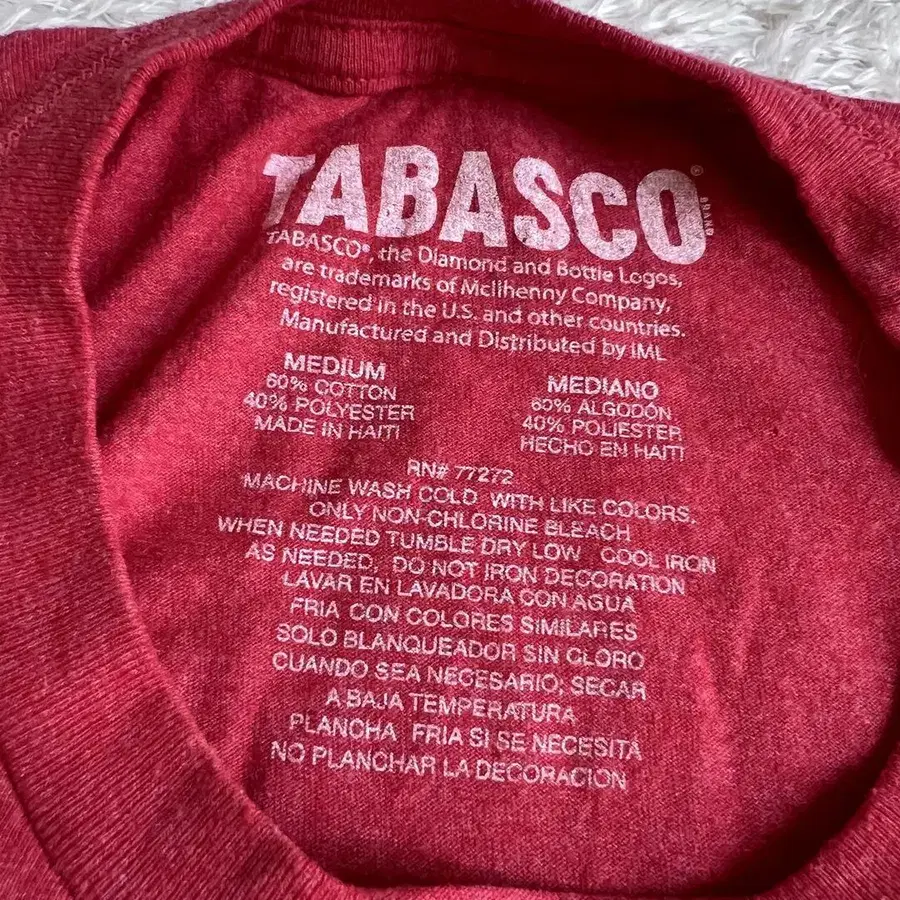 TABASCO® BRAND
TABASCO®, the Diamond and Bottle Logos,
are trademarks of McIlhenny Company,
registered in the U.S. and other countries.
Manufactured and Distributed by IML
MEDIUM
60% COTTON
40% POLYESTER
MADE IN HAITI
MEDIANO
60% ALGODÓN
40% POLIESTER
HECHO EN HAITI
RN# 77272
MACHINE WASH COLD WITH LIKE COLORS,
ONLY NON-CHLORINE BLEACH
WHEN NEEDED TUMBLE DRY LOW COOL IRON
AS NEEDED, DO NOT IRON DECORATION
LAVAR EN LAVADORA CON AGUA
FRIA CON COLORES SIMILARES
SOLO BLANQUEADOR SIN CLORO
CUANDO SEA NECESARIO, SECAR
A BAJA TEMPERATURA
PLANCHA FRIA SI SE NECESITA
NO PLANCHAR LA DECORACION